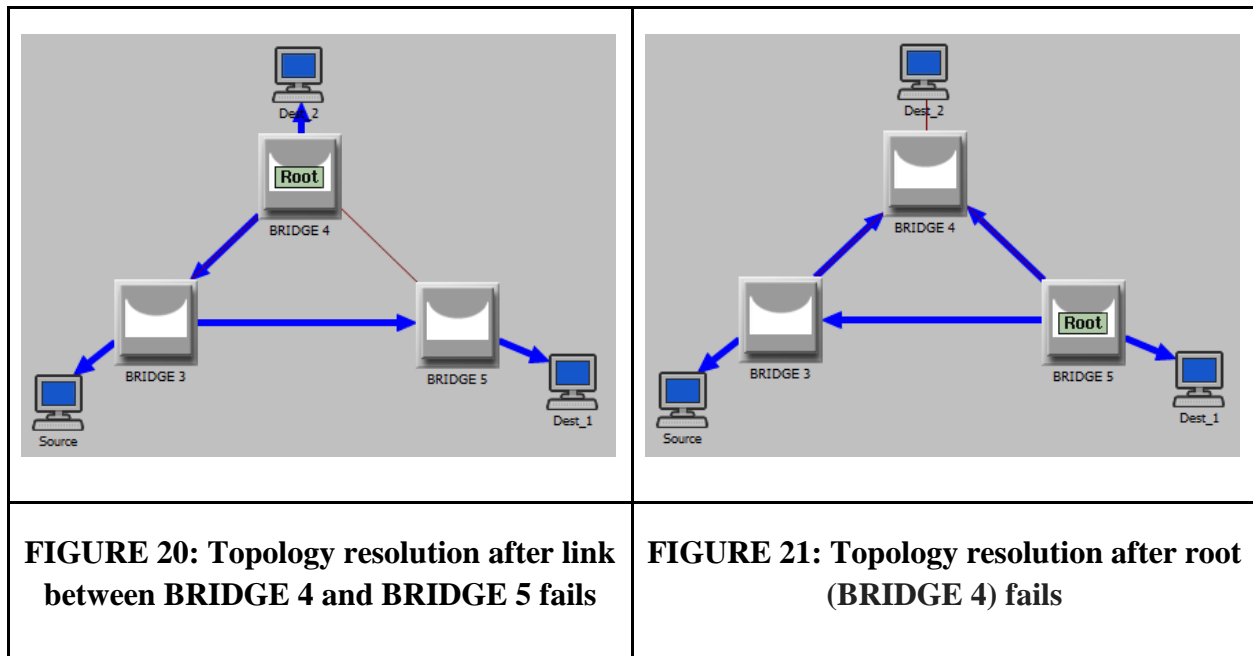 Dest_2
Root
BRIDGE 4
BRIDGE 3
BRIDGE 5
Source
Dest_1
FIGURE 20: Topology resolution after link
between BRIDGE 4 and BRIDGE 5 fails
Dest_2
BRIDGE 4
Root
BRIDGE 3
BRIDGE 5
Source
Dest_1
FIGURE 21: Topology resolution after root
(BRIDGE 4) fails